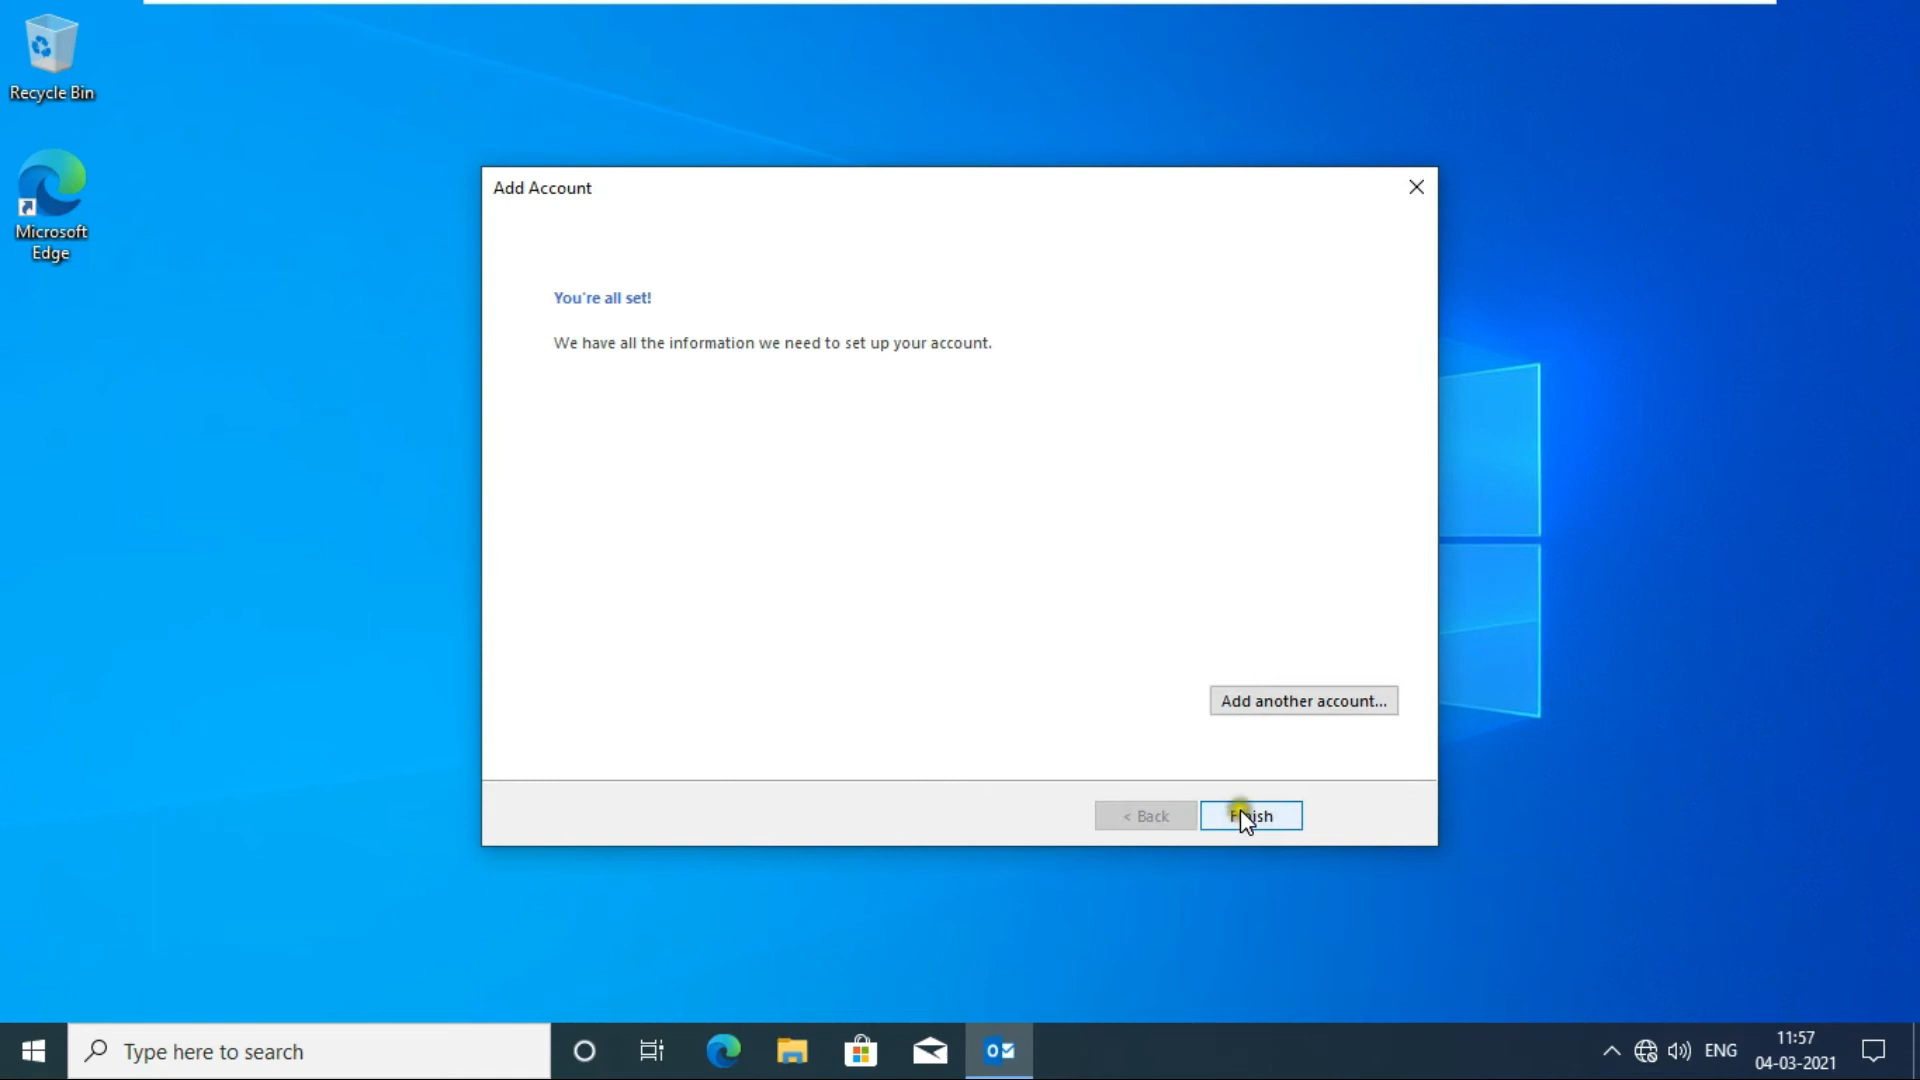 Recycle Bin
Microsoft
Edge
Add Account
You're all set!
We have all the information we need to set up your account.
Add another account...
< Back
Finish
Type here to search
ENG
11:57
04-03-2021